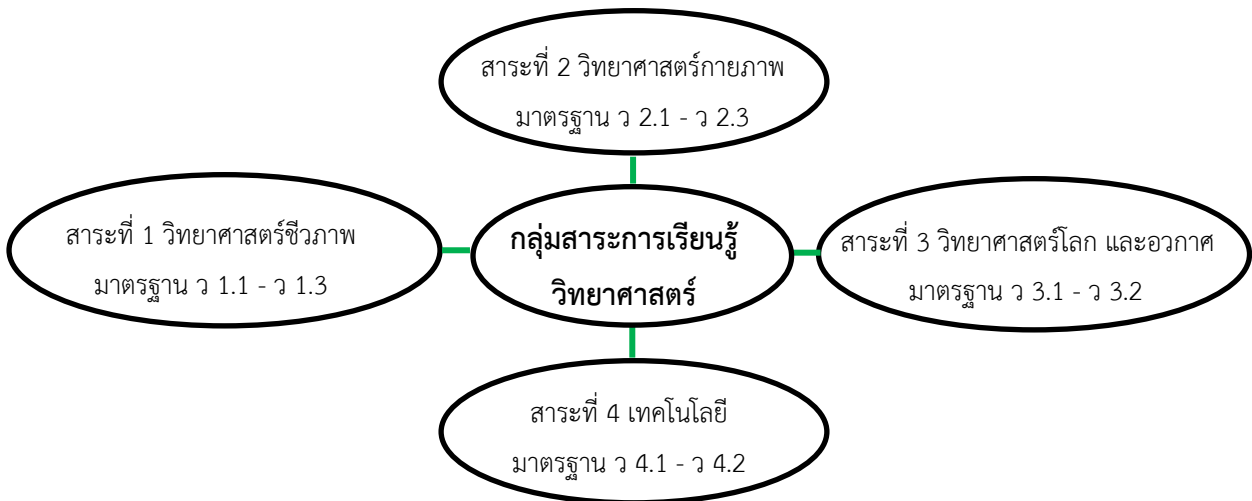 สาระที่ 2 วิทยาศาสตร์กายภาพ
มาตรฐาน ว 2.1 - ว 2.3
สาระที่ 1 วิทยาศาสตร์ชีวภาพ
มาตรฐาน ว 1.1 - ว 1.3
กลุ่มสาระการเรียนรู้
วิทยาศาสตร์
สาระที่ 3 วิทยาศาสตร์โลก และอวกาศ
มาตรฐาน ว 3.1 - ว 3.2
สาระที่ 4 เทคโนโลยี
มาตรฐาน ว 4.1 - ว 4.2